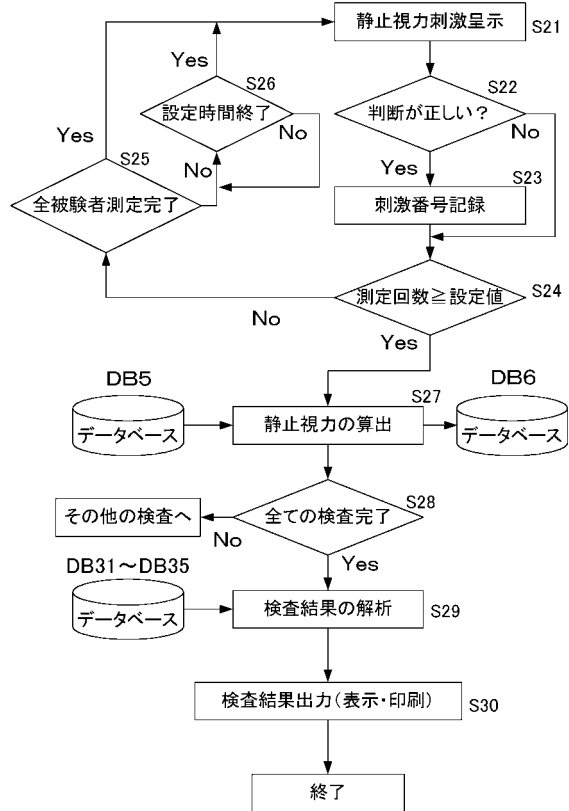 静止視力刺激呈示
S21
Yes
S26
設定時間終了
No
S22
判断が正しい?
No
Yes
Yes
S25
全被験者測定完了
No
S23
刺激番号記録
測定回数≧設定値
S24
No
Yes
DB5
データベース
S27
静止視力の算出
DB6
データベース
S28
全ての検査完了
その他の検査へ
No
Yes
DB31~DB35
データベース
検査結果の解析
S29
検査結果出力(表示・印刷)
S30
終了